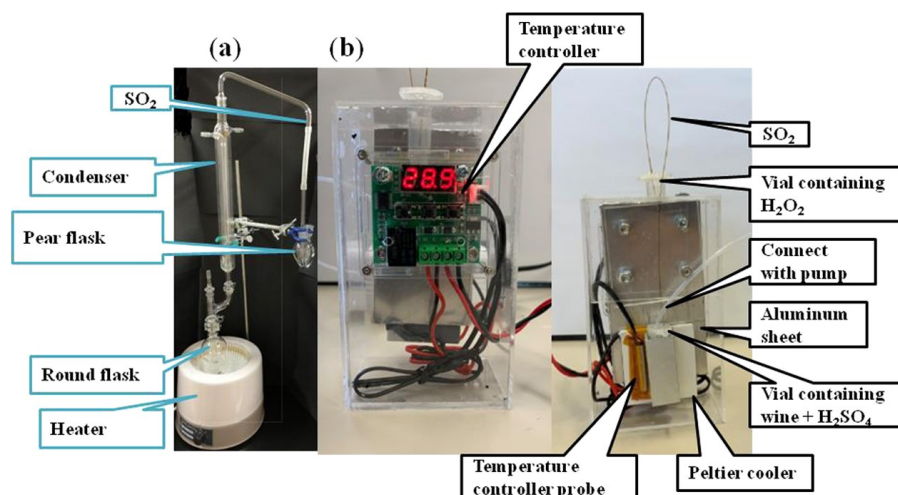 (a)
(b)
Temperature
controller
SO₂
Condenser
Pear flask
Round flask
Heater
28.9
SO₂
Vial containing
H₂O₂
Connect
with pump
Aluminum
sheet
Vial containing
wine + H₂SO₄
Peltier cooler
Temperature
controller probe